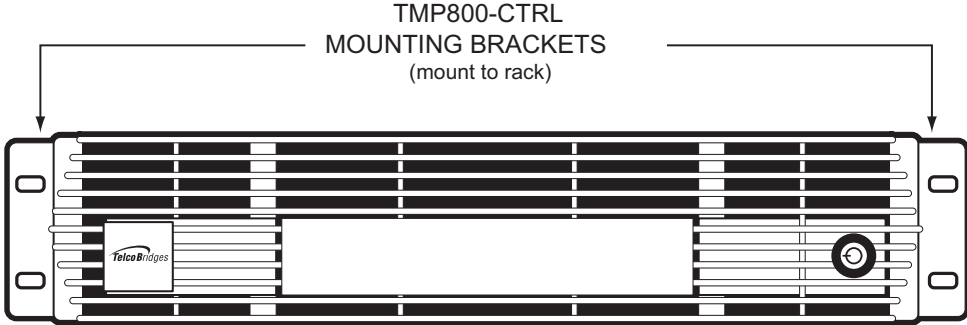 TMP800-CTRL
MOUNTING BRACKETS
(mount to rack)
TelcoBridges